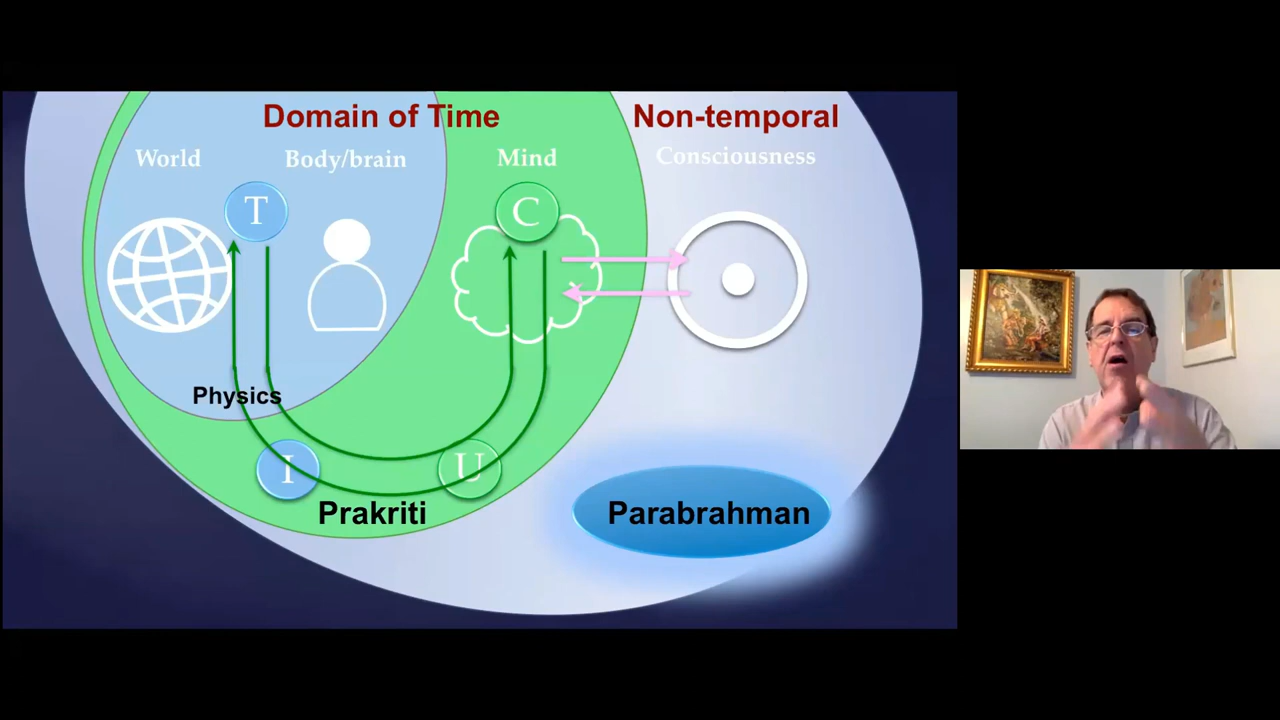 Domain of Time
Non-temporal
World
Body/brain
Mind
Consciousness
T
C
Physics
I
U
Prakriti
Parabrahman